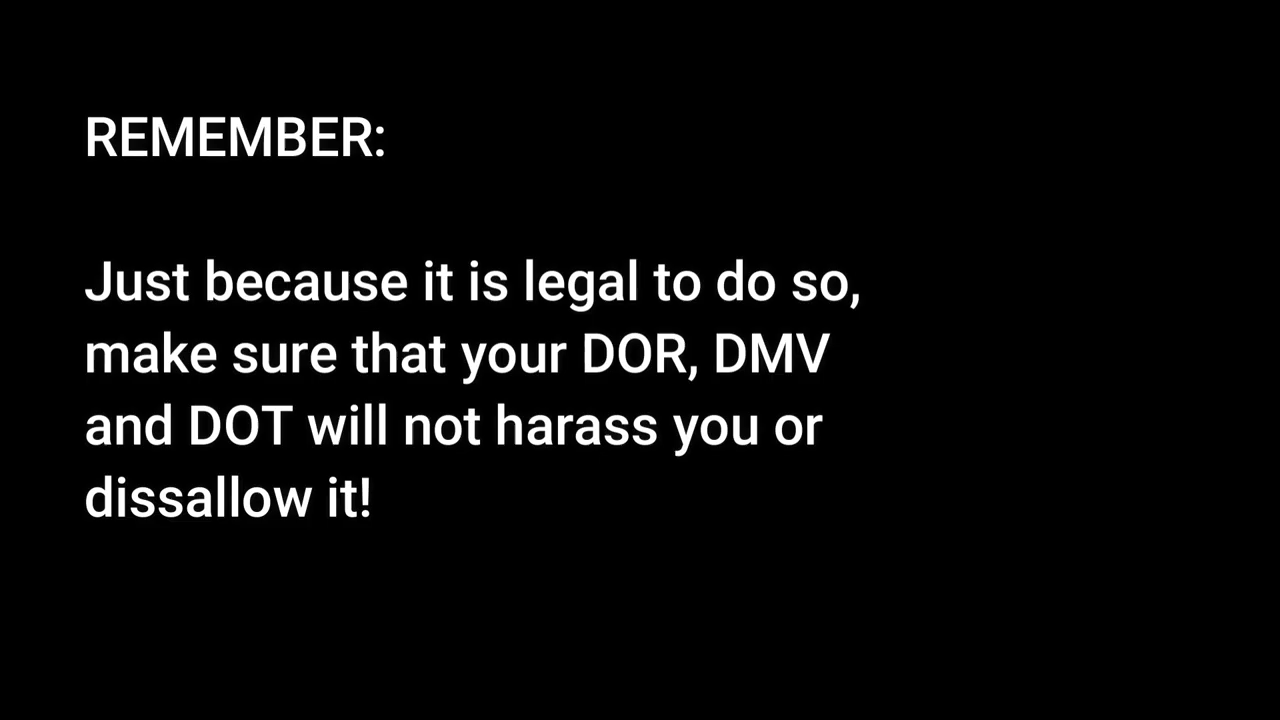 REMEMBER:
Just because it is legal to do so,
make sure that your DOR, DMV
and DOT will not harass you or
dissallow it!